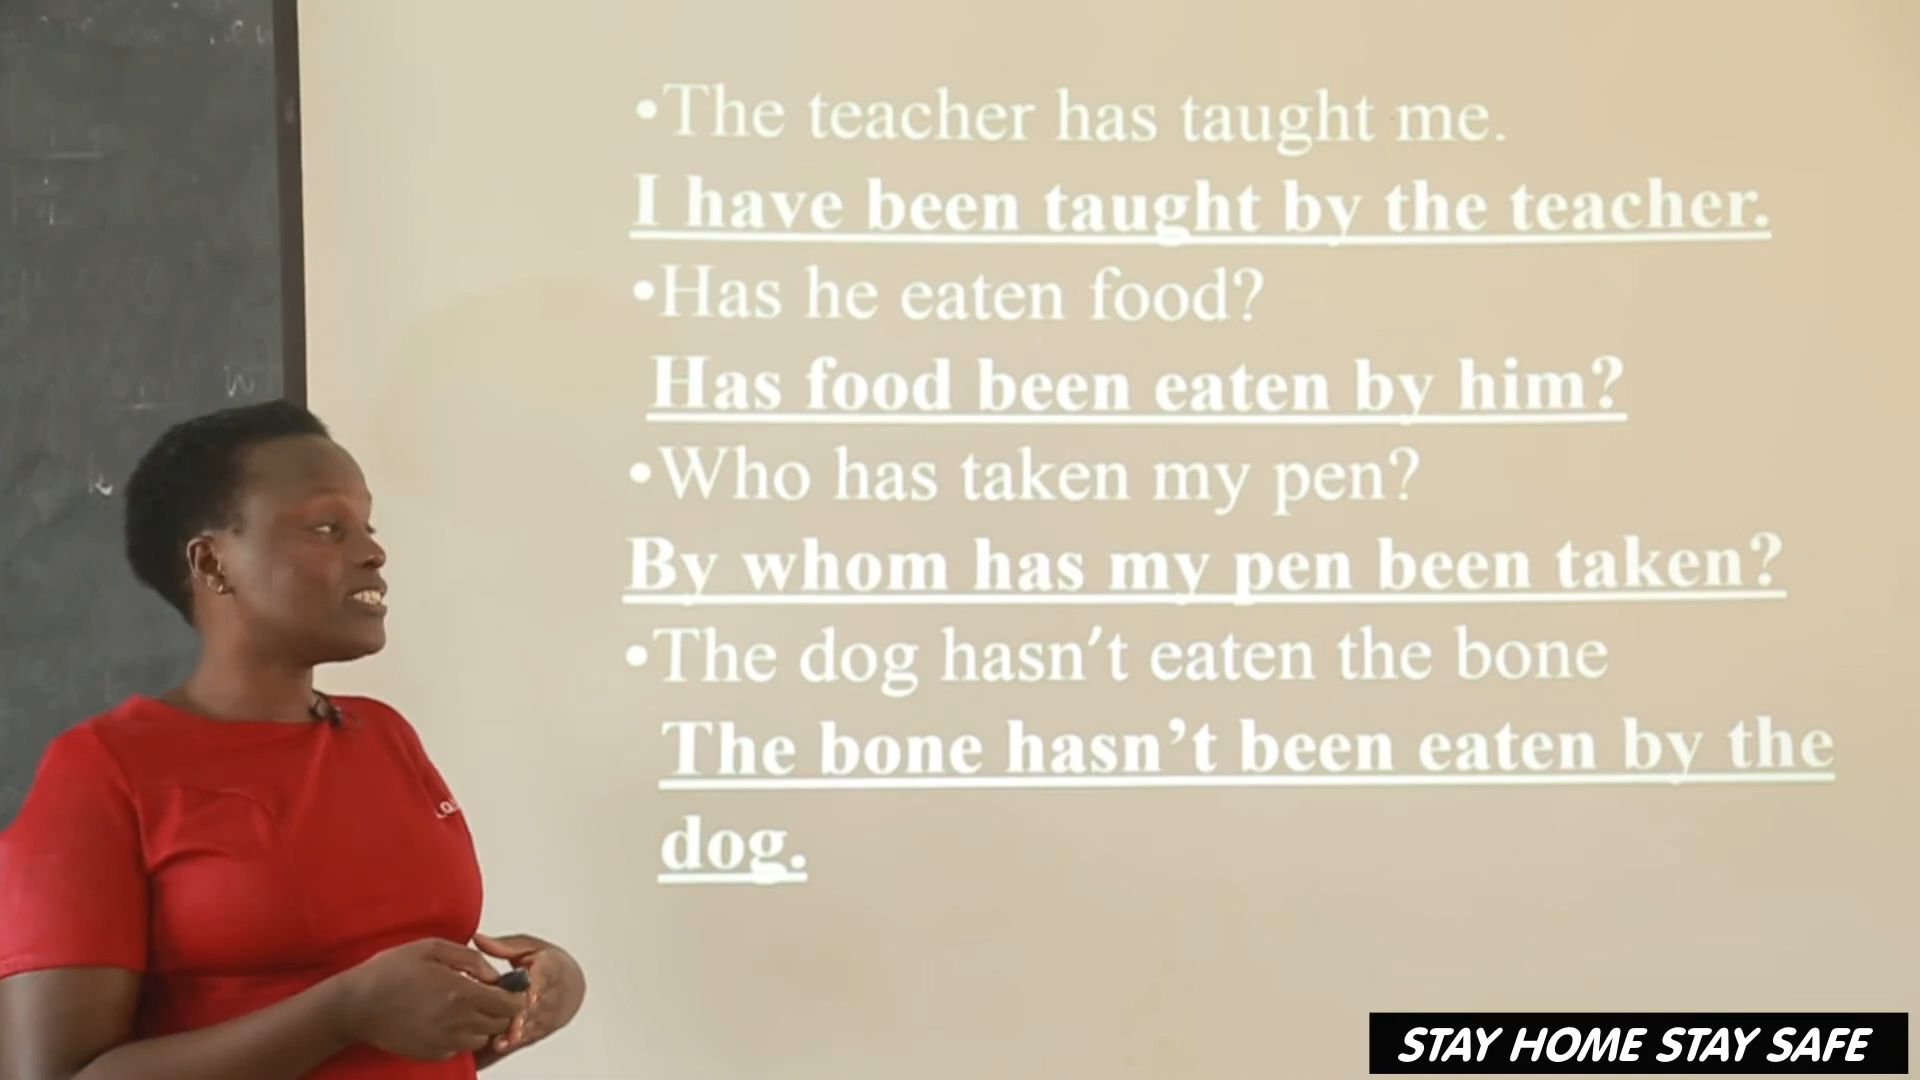 •The teacher has taught me.
I have been taught by the teacher.
•Has he eaten food?
Has food been eaten by him?
•Who has taken my pen?
By whom has my pen been taken?
•The dog hasn't eaten the bone
The bone hasn’t been eaten by the
dog.
STAY HOME STAY SAFE